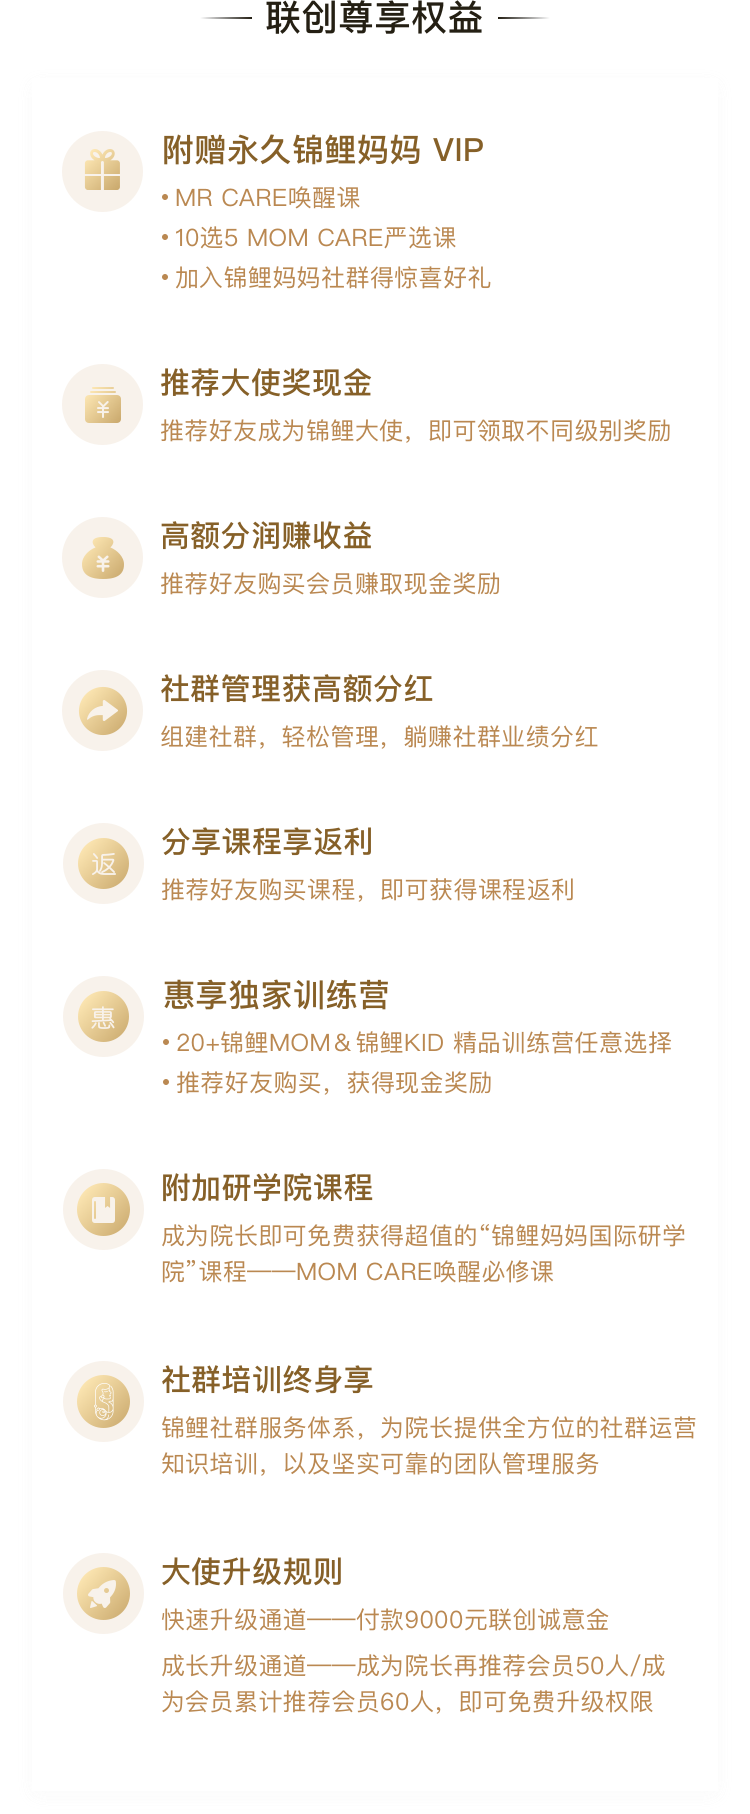 联创尊享权益
附赠永久锦鲤妈妈 VIP
• MR CARE唤醒课
• 10选5 MOM CARE严选课
• 加入锦鲤妈妈社群得惊喜好礼
¥
推荐大使奖现金
推荐好友成为锦鲤大使，即可领取不同级别奖励
¥
高额分润赚收益
推荐好友购买会员赚取现金奖励
社群管理获高额分红
组建社群，轻松管理，躺赚社群业绩分红
返
分享课程享返利
推荐好友购买课程，即可获得课程返利
惠
惠享独家训练营
• 20+锦鲤MOM＆锦鲤KID 精品训练营任意选择
• 推荐好友购买，获得现金奖励
附加研学院课程
成为院长即可免费获得超值的“锦鲤妈妈国际研学
院”课程——MOM CARE唤醒必修课
社群培训终身享
锦鲤社群服务体系，为院长提供全方位的社群运营
知识培训，以及坚实可靠的团队管理服务
大使升级规则
快速升级通道——付款9000元联创诚意金
成长升级通道——成为院长再推荐会员50人/成
为会员累计推荐会员60人，即可免费升级权限